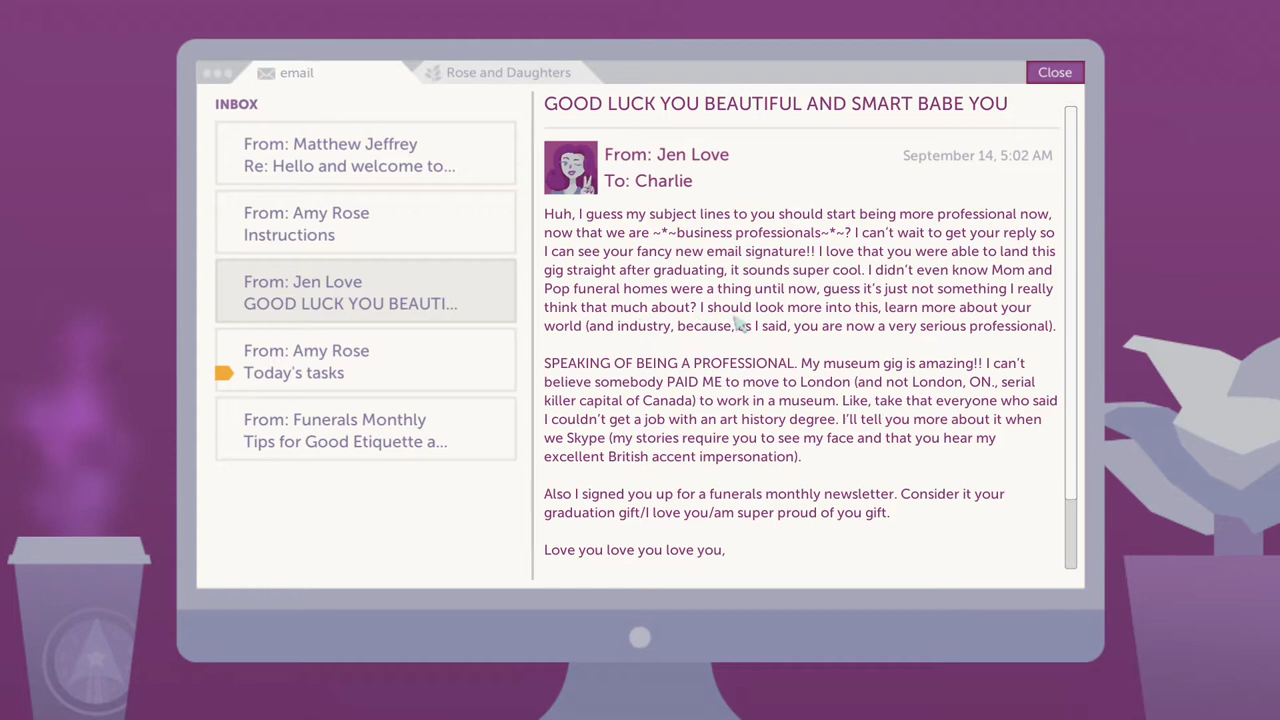 email
Rose and Daughters
Close
INBOX
From: Matthew Jeffrey
Re: Hello and welcome to...
From: Amy Rose
Instructions
From: Jen Love
GOOD LUCK YOU BEAUTI...
From: Amy Rose
Today's tasks
From: Funerals Monthly
Tips for Good Etiquette a...
GOOD LUCK YOU BEAUTIFUL AND SMART BABE YOU
From: Jen Love
September 14, 5:02 AM
To: Charlie
Huh, I guess my subject lines to you should start being more professional now,
now that we are ~*~business professionals~*~? I can't wait to get your reply so
I can see your fancy new email signature!! I love that you were able to land this
gig straight after graduating, it sounds super cool. I didn't even know Mom and
Pop funeral homes were a thing until now, guess it's just not something I really
think that much about? I should look more into this, learn more about your
world (and industry, because, as I said, you are now a very serious professional).
SPEAKING OF BEING A PROFESSIONAL. My museum gig is amazing!! I can't
believe somebody PAID ME to move to London (and not London, ON., serial
killer capital of Canada) to work in a museum. Like, take that everyone who said
I couldn't get a job with an art history degree. I'll tell you more about it when
we Skype (my stories require you to see my face and that you hear my
excellent British accent impersonation).
Also I signed you up for a funerals monthly newsletter. Consider it your
graduation gift/I love you/am super proud of you gift.
Love you love you love you,